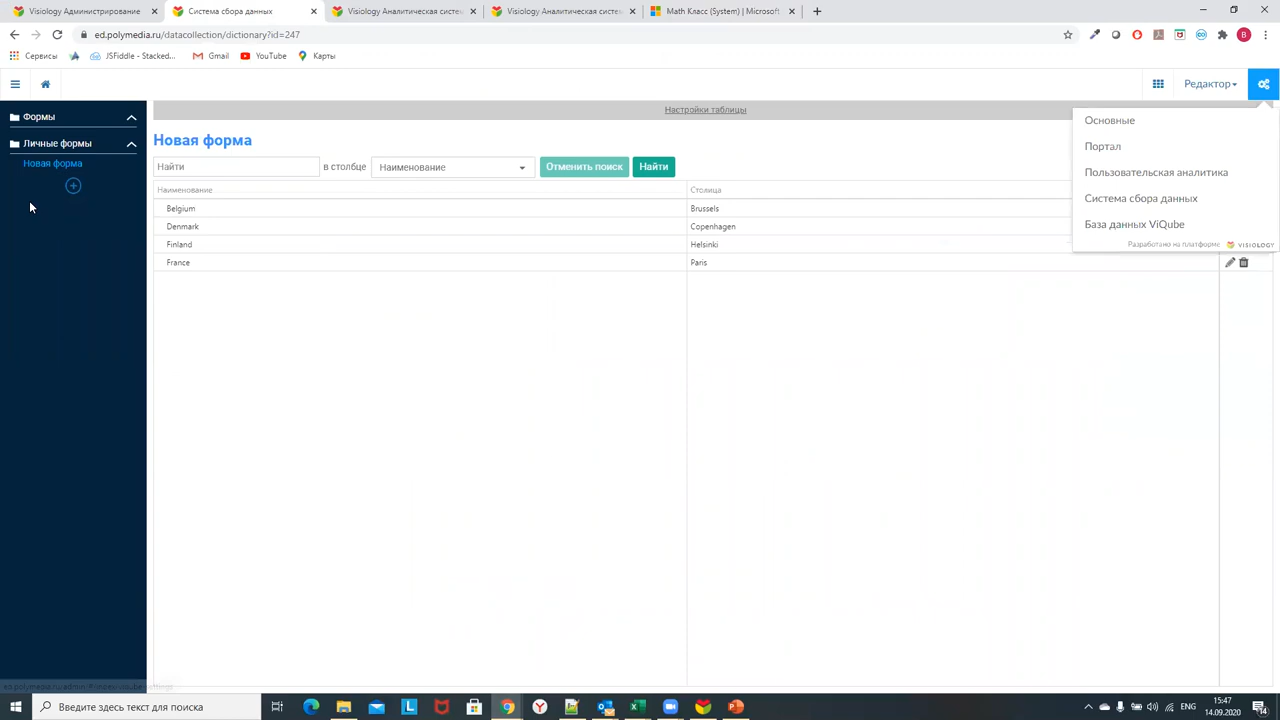 Visiology Администрирование
Система сбора данных
Visiology Аналитическая систем
Visiology Аналитическая систем
Math Класс (System) | Microsoft
ed.polymedia.ru/datacollection/dictionary?id=247
B
Сервисы
JSFiddle - Stacked...
Gmail
YouTube
Карты
Редактор
Формы
Личные формы
Новая форма
Настройки таблицы
Новая форма
Найти
в столбце
Наименование
Отменить поиск
Найти
Наименование
Столица
Belgium
Brussels
Denmark
Copenhagen
Finland
Helsinki
France
Paris
Основные
Портал
Пользовательская аналитика
Система сбора данных
База данных ViQube
Разработано на платформе
VISIOLOGY
Введите здесь текст для поиска
РУС
15:47
14.09.2020
14